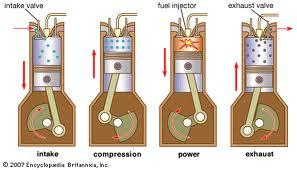 intake valve
fuel injector
exhaust valve
intake
compression
power
exhaust
© 2007 Encyclopædia Britannica, Inc.